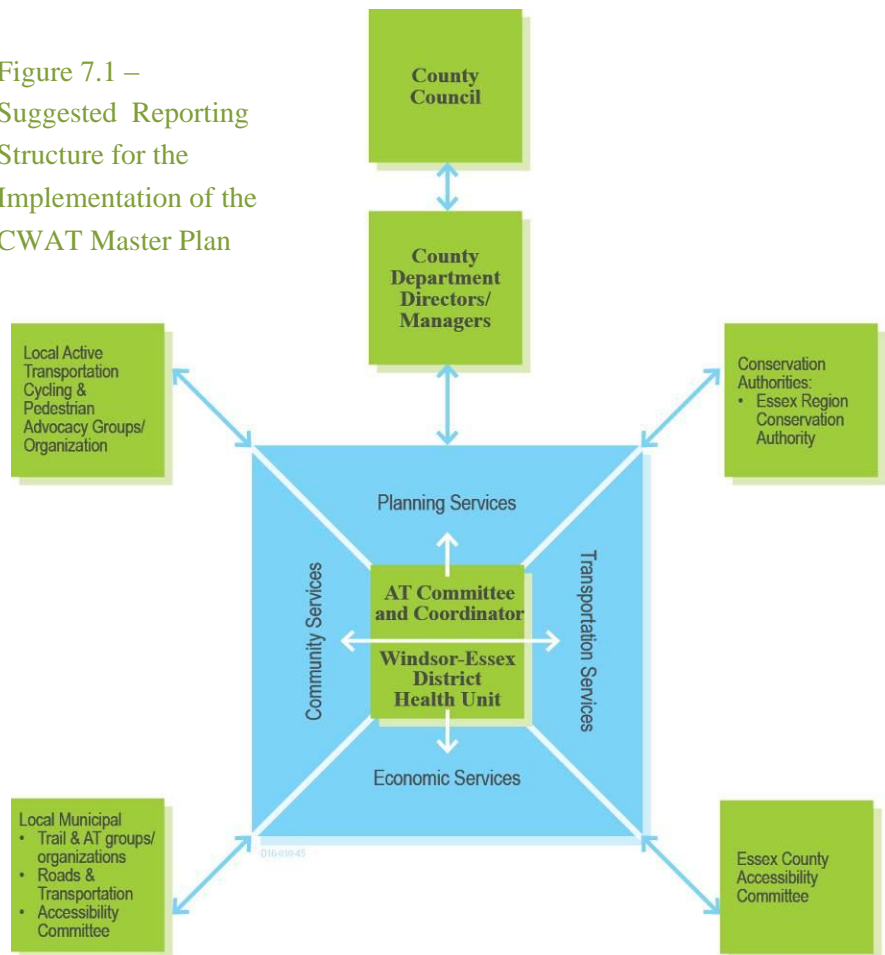 Figure 7.1 –
Suggested Reporting
Structure for the
Implementation of the
CWAT Master Plan
County
Council
County
Department
Directors/
Managers
Local Active
Transportation
Cycling &
Pedestrian
Advocacy Groups/
Organization
Conservation
Authorities:
• Essex Region
Conservation
Authority
Planning Services
Community Services
AT Committee
and Coordinator
Windsor-Essex
District
Health Unit
Transportation Services
Economic Services
Local Municipal
• Trail & AT groups/
organizations
• Roads &
Transportation
• Accessibility
Committee
Essex County
Accessibility
Committee